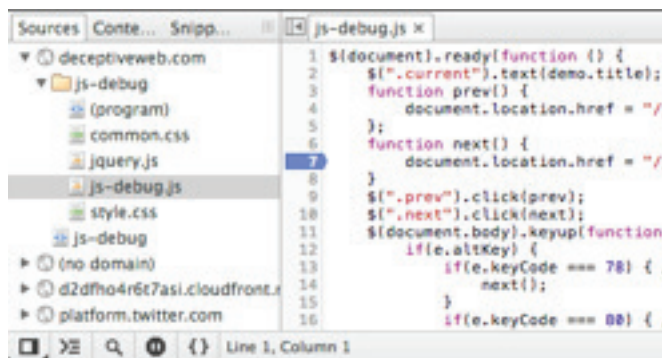 Sources Conte... Snipp...
deceptiveweb.com
js-debug
(program)
common.css
jquery.js
js-debug.js
style.css
js-debug
(no domain)
d2dfho4r6t7asi.cloudfront.
platform.twitter.com
js-debug.js ×
1 $(document).ready(function () {
2 $(".current").text(demo.title);
3 function prev() {
4 document.location.href = "/
5 };
6 function next() {
7 document.location.href = "/
8 }
9 $(".prev").click(prev);
10 $(".next").click(next);
11 $(document.body).keyup(function
12 if(e.altKey) {
13 if(e.keyCode === 78) {
14 next();
15 }
16 if(e.keyCode === 80) {
{} Line 1, Column 1